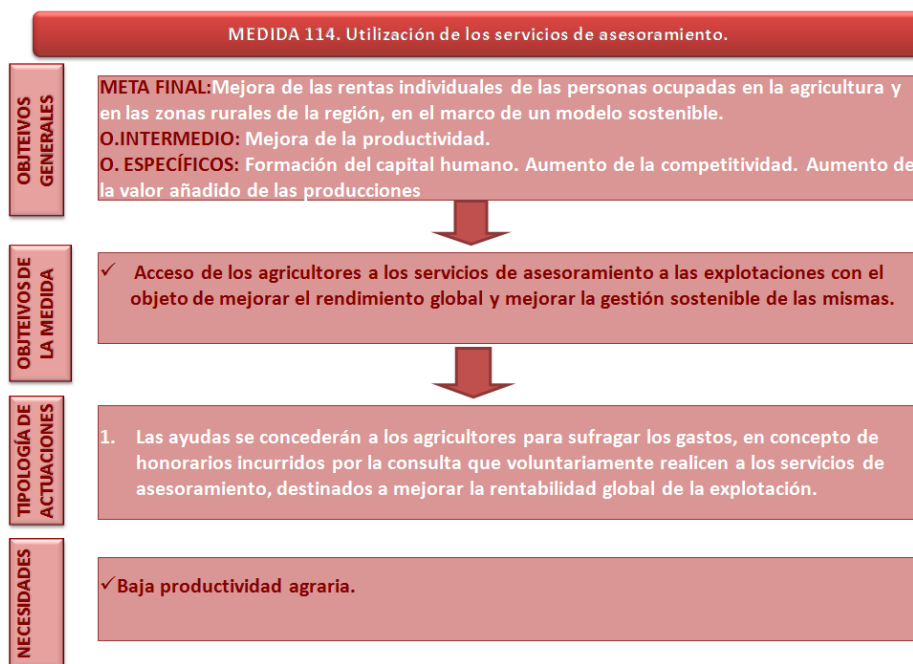 MEDIDA 114. Utilización de los servicios de asesoramiento.
OBJTEIVOS
GENERALES
META FINAL:Mejora de las rentas individuales de las personas ocupadas en la agricultura y
en las zonas rurales de la región, en el marco de un modelo sostenible.
O.INTERMEDIO: Mejora de la productividad.
O. ESPECÍFICOS: Formación del capital humano. Aumento de la competitividad. Aumento de
la valor añadido de las producciones
OBJTEIVOS DE
LA MEDIDA
✓ Acceso de los agricultores a los servicios de asesoramiento a las explotaciones con el
objeto de mejorar el rendimiento global y mejorar la gestión sostenible de las mismas.
TIPOLOGÍA DE
ACTUACIONES
1. Las ayudas se concederán a los agricultores para sufragar los gastos, en concepto de
honorarios incurridos por la consulta que voluntariamente realicen a los servicios de
asesoramiento, destinados a mejorar la rentabilidad global de la explotación.
NECESIDADES
✓Baja productividad agraria.